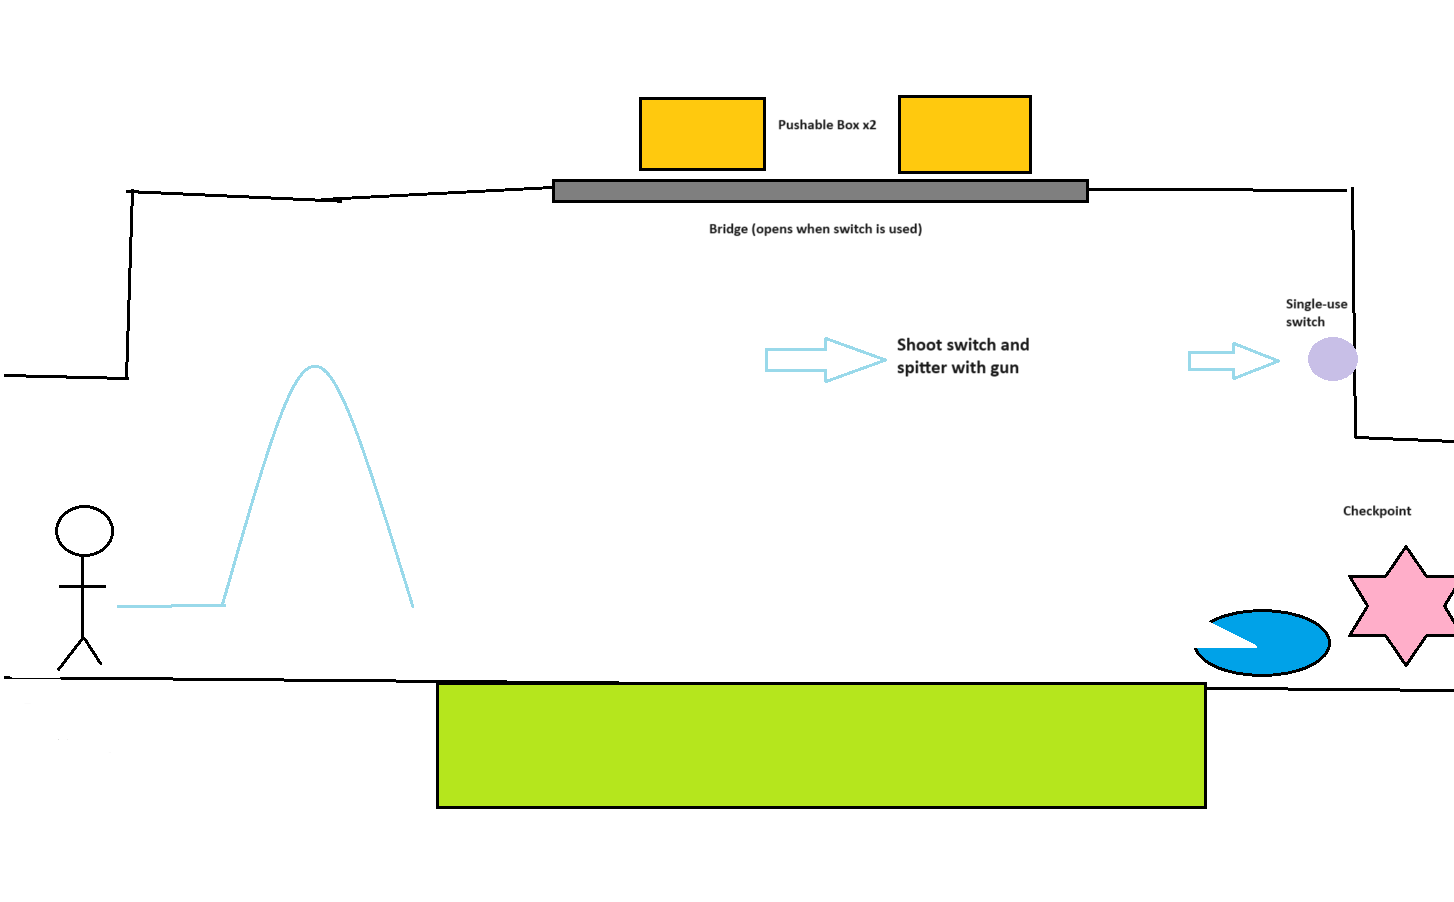 Pushable Box x2
Bridge (opens when switch is used)
Single-use
switch
Shoot switch and
spitter with gun
Checkpoint